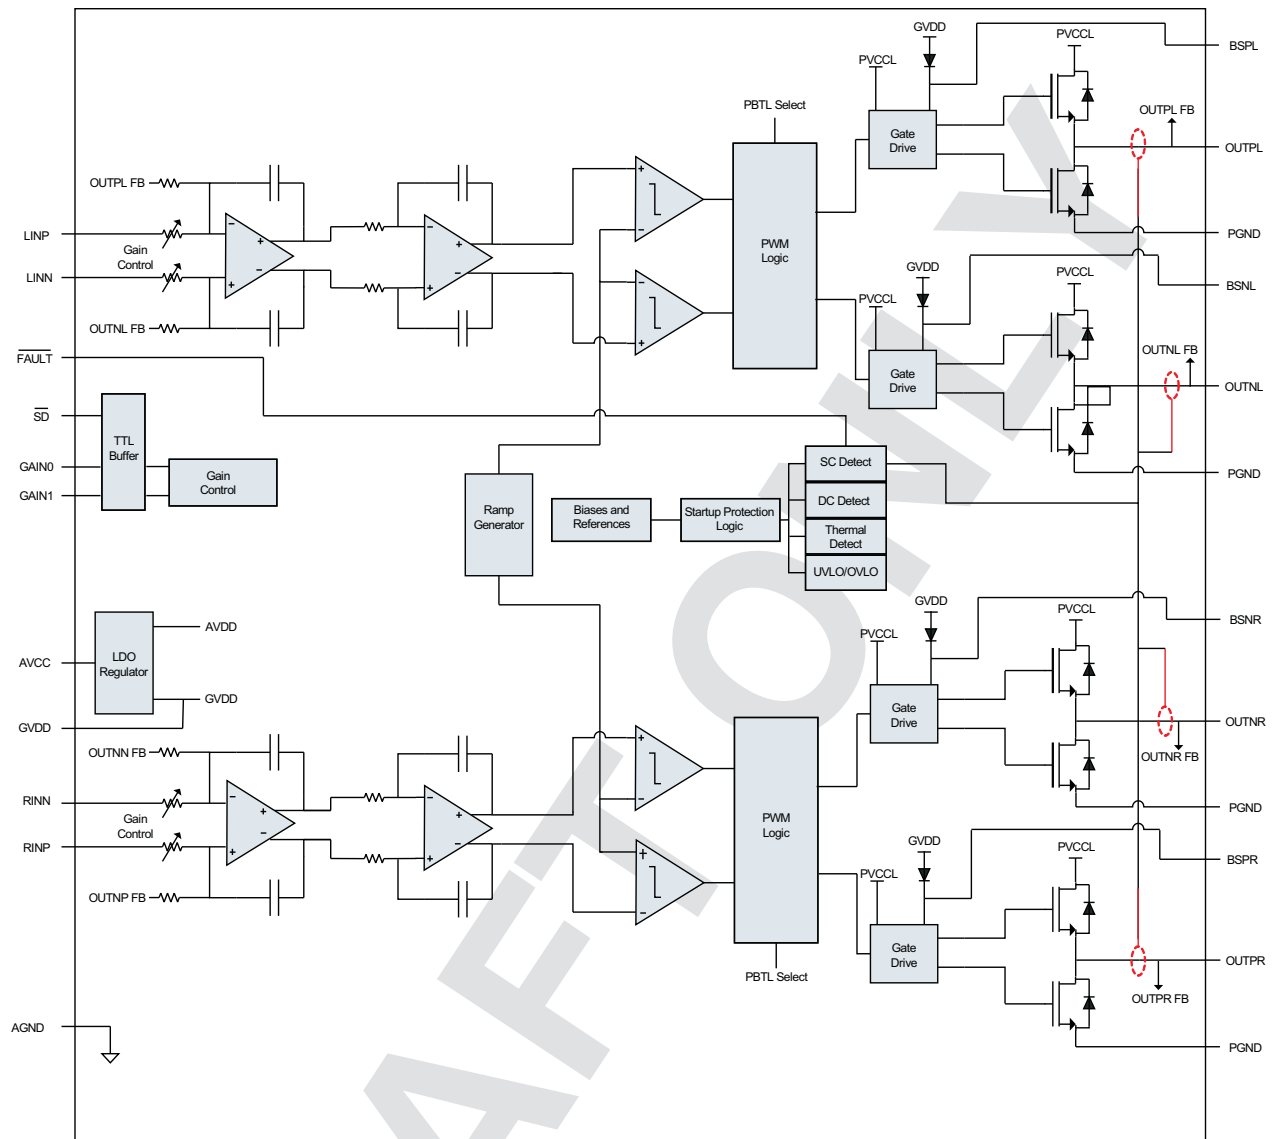 GVDD
BSPL
PVCCL
PVCCL
PBTL Select
OUTPL FB
Gate
Drive
OUTPL
OUTPL FB
LINP
Gain
Control
LINN
OUTNL FB
PWM
Logic
PGND
GVDD
PVCCL
BSNL
PVCCL
OUTNL FB
Gate
Drive
OUTNL
FAULT
SD
GAIN0
GAIN1
TTL
Buffer
Gain
Control
Ramp
Generator
Biases and
References
Startup Protection
Logic
SC Detect
DC Detect
Thermal
Detect
UVLO/OVLO
PGND
AVCC
LDO
Regulator
AVDD
GVDD
GVDD
GVDD
PVCCL
PVCCL
BSNR
Gate
Drive
OUTNR
OUTNR FB
OUTNN FB
RINN
Gain
Control
RINP
OUTNP FB
PWM
Logic
PGND
GVDD
PVCCL
PVCCL
BSPR
Gate
Drive
OUTPR
OUTPR FB
PBTL Select
AGND
PGND
AFT ONLY